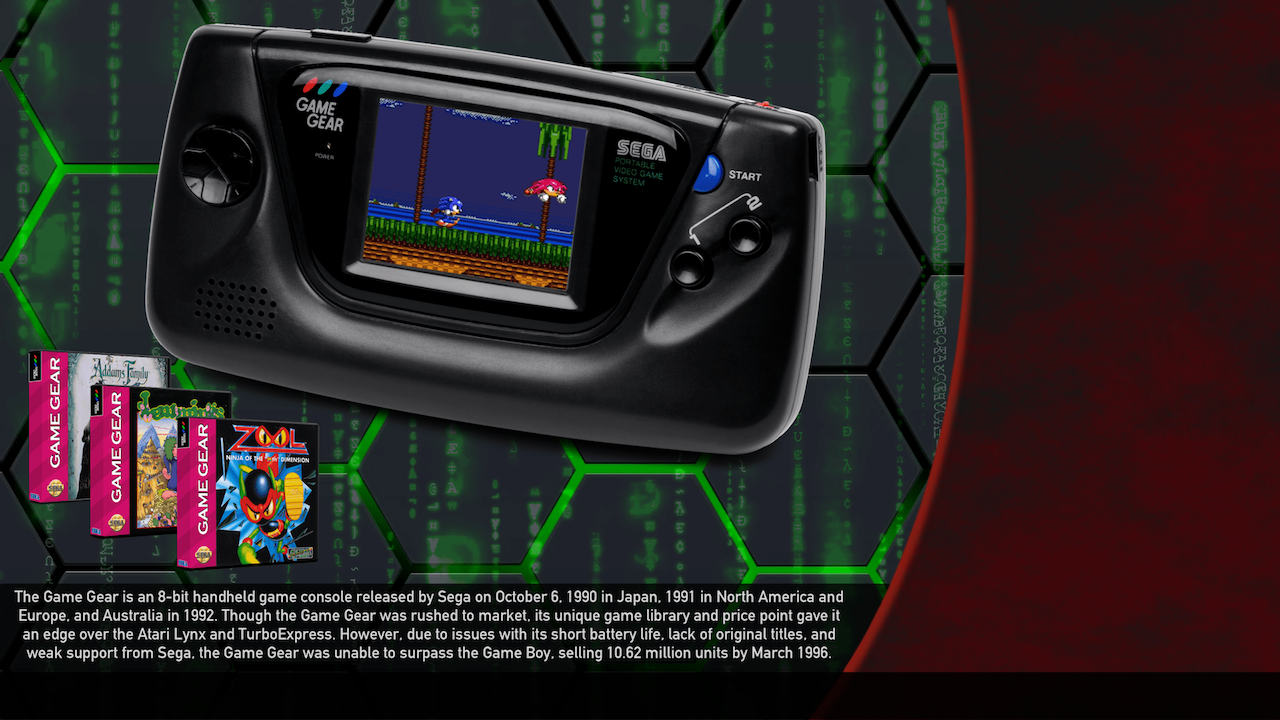 GAME
GEAR
POWER
SEGA
PORTABLE
VIDEO GAME
SYSTEM
START
2
1
GAME GEAR
Addams Family
SEGA
GAME GEAR
Lemmings
SEGA
GAME GEAR
ZOOL
NINJA OF THE DIMENSION
SEGA
The Game Gear is an 8-bit handheld game console released by Sega on October 6, 1990 in Japan, 1991 in North America and
Europe, and Australia in 1992. Though the Game Gear was rushed to market, its unique game library and price point gave it
an edge over the Atari Lynx and TurboExpress. However, due to issues with its short battery life, lack of original titles, and
weak support from Sega, the Game Gear was unable to surpass the Game Boy, selling 10.62 million units by March 1996.